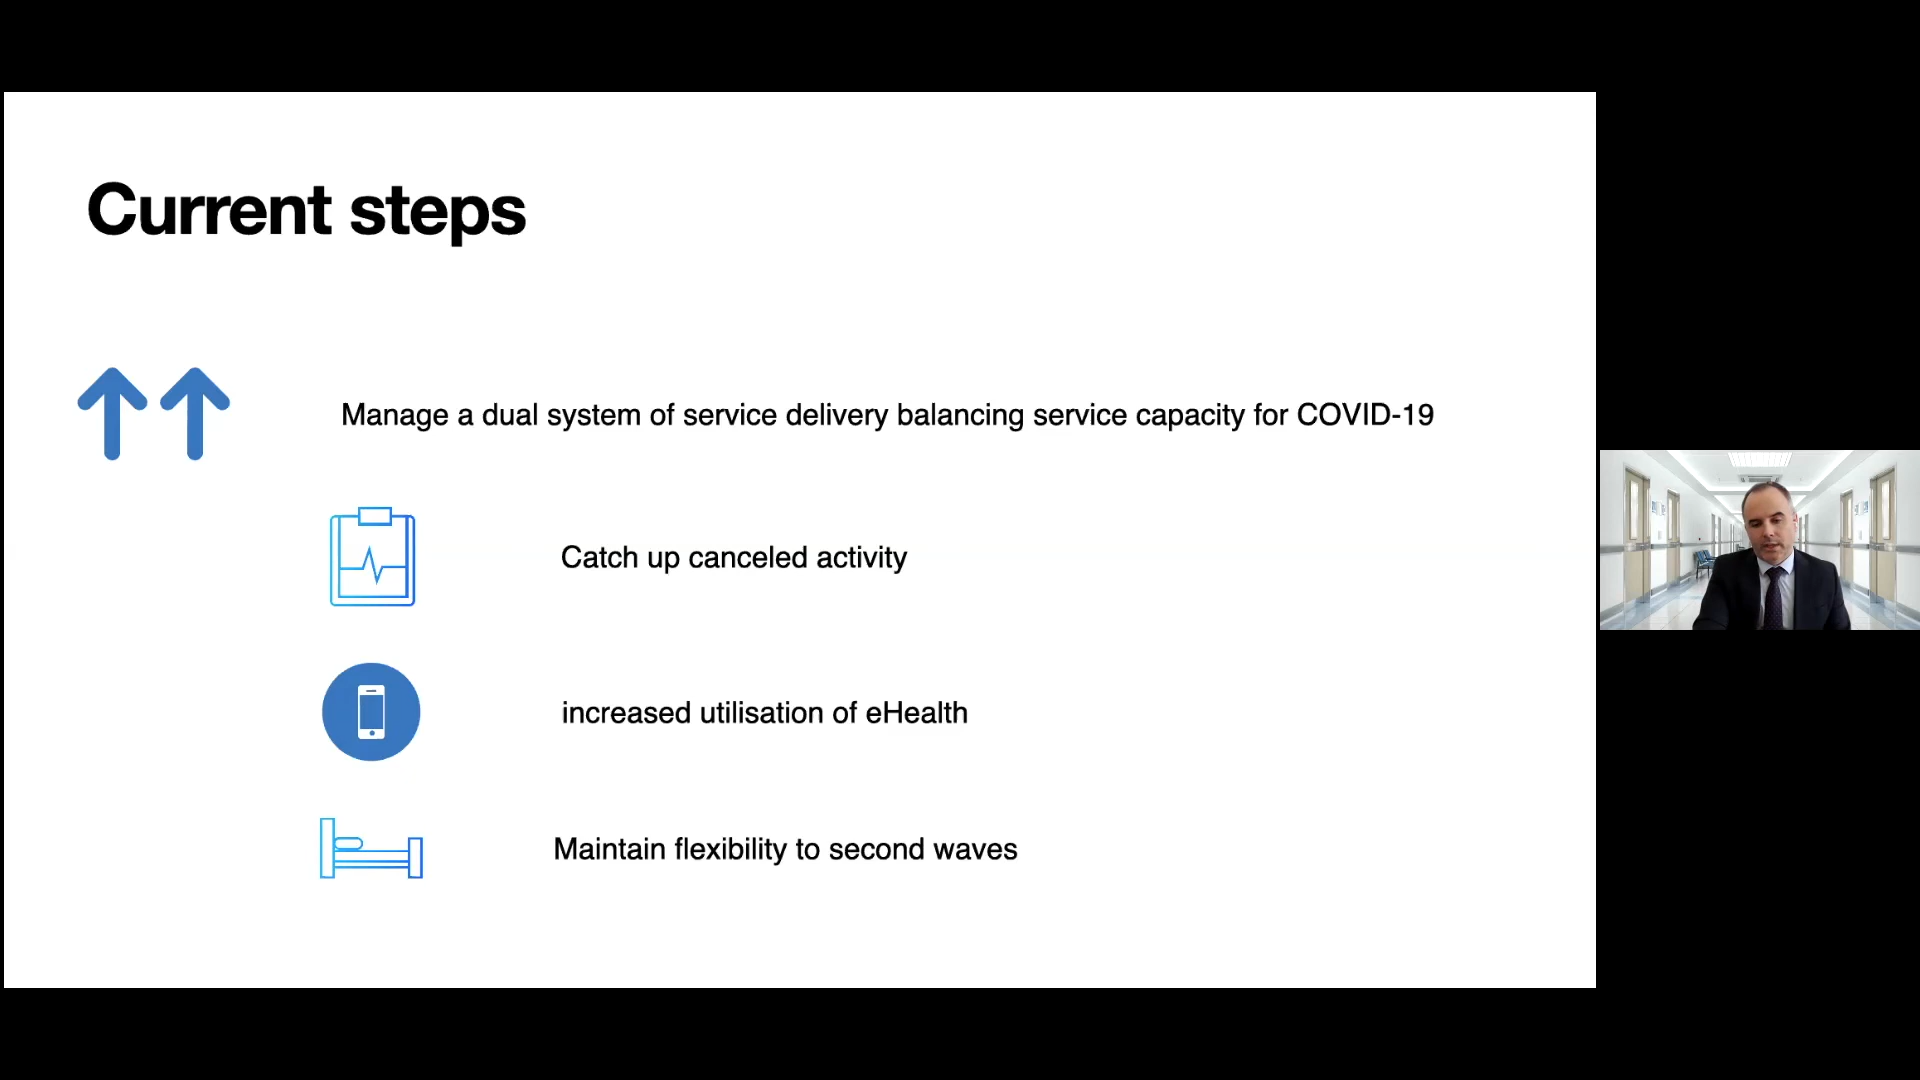 Current steps
Manage a dual system of service delivery balancing service capacity for COVID-19
Catch up canceled activity
increased utilisation of eHealth
Maintain flexibility to second waves